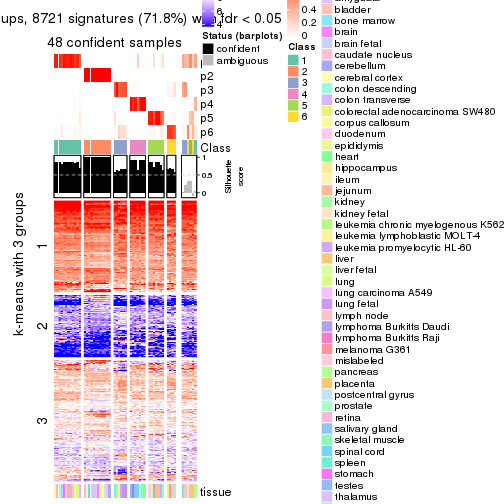 ups, 8721 signatures (71.8%) with fdr < 0.05
48 confident samples
p2
p3
p4
p5
p6
Class
1
0.5
0
Silhouette
score
k-means with 3 groups
1
2
3
tissue
6
4
Status (barplots)
confident
ambiguous
0.4
0.2
0
Class
1
2
3
4
5
6
bladder
bone marrow
brain
brain fetal
caudate nucleus
cerebellum
cerebral cortex
colon descending
colon transverse
colorectal adenocarcinoma SW480
corpus callosum
duodenum
epididymis
heart
hippocampus
ileum
jejunum
kidney
kidney fetal
leukemia chronic myelogenous K562
leukemia lymphoblastic MOLT-4
leukemia promyelocytic HL-60
liver
liver fetal
lung
lung carcinoma A549
lung fetal
lymph node
lymphoma Burkitts Daudi
lymphoma Burkitts Raji
melanoma G361
mislabeled
pancreas
placenta
postcentral gyrus
prostate
retina
salivary gland
skeletal muscle
spinal cord
spleen
stomach
testes
thalamus